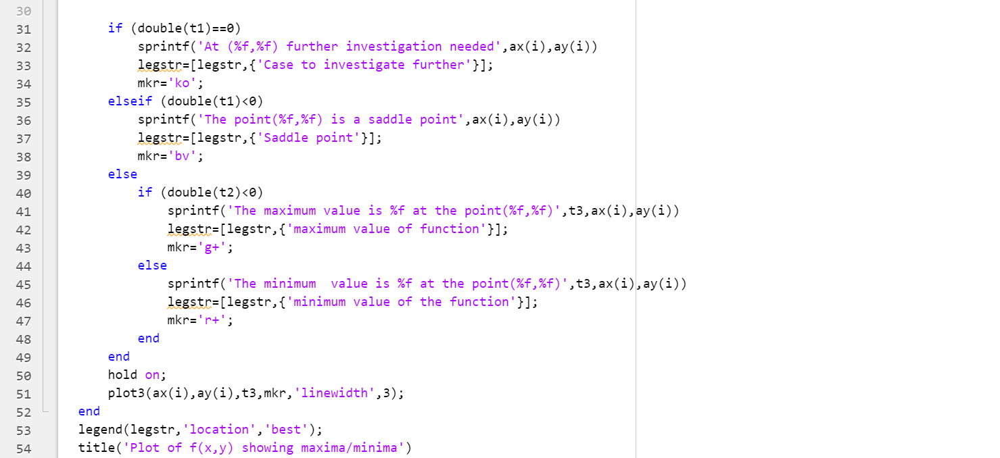 30
31 if (double(t1)==0)
32 sprintf('At (%f,%f) further investigation needed',ax(i),ay(i))
33 legstr=[legstr,{'Case to investigate further'}];
34 mkr='ko';
35 elseif (double(t1)<0)
36 sprintf('The point(%f,%f) is a saddle point',ax(i),ay(i))
37 legstr=[legstr,{'Saddle point'}];
38 mkr='bv';
39 else
40 if (double(t2)<0)
41 sprintf('The maximum value is %f at the point(%f,%f)',t3,ax(i),ay(i))
42 legstr=[legstr,{'maximum value of function'}];
43 mkr='g+';
44 else
45 sprintf('The minimum  value is %f at the point(%f,%f)',t3,ax(i),ay(i))
46 legstr=[legstr,{'minimum value of the function'}];
47 mkr='r+';
48 end
49 end
50 hold on;
51 plot3(ax(i),ay(i),t3,mkr,'linewidth',3);
52 end
53 legend(legstr,'location','best');
54 title('Plot of f(x,y) showing maxima/minima')